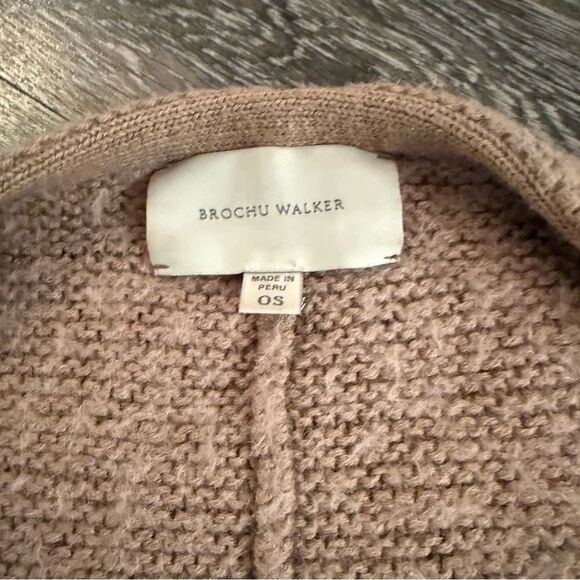 BROCHU WALKER
MADE IN
PERU
OS